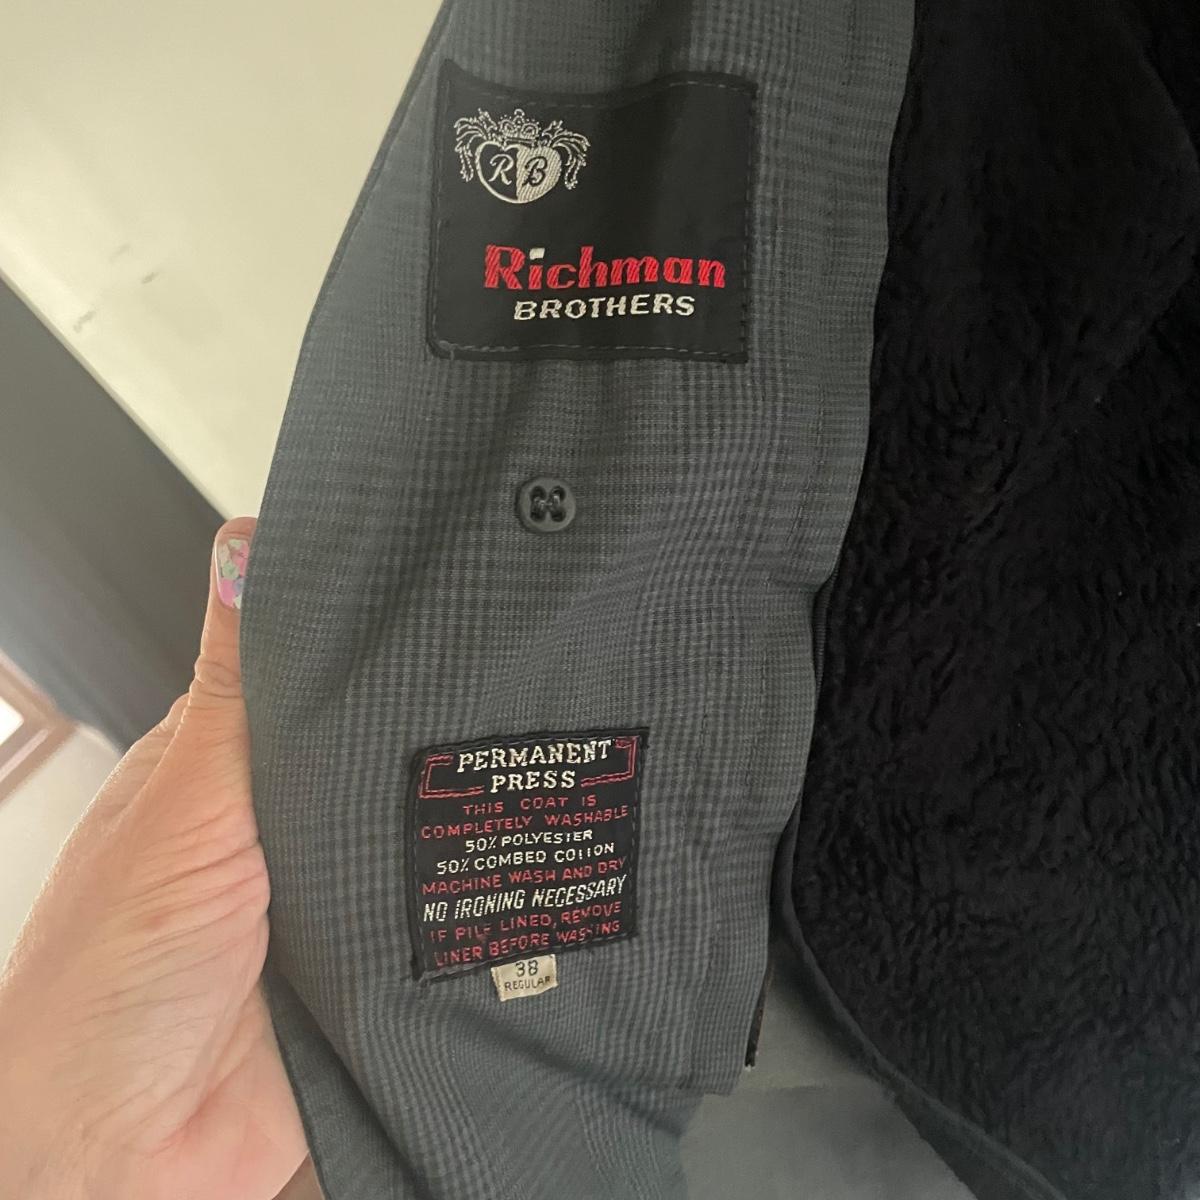 R B
Richman
BROTHERS
PERMANENT
PRESS
THIS COAT IS
COMPLETELY WASHABLE
50% POLYESTER
50% COMBED COTTON
MACHINE WASH AND DRY
NO IRONING NECESSARY
IF PILE LINED, REMOVE
LINER BEFORE WASHING
38
REGULAR